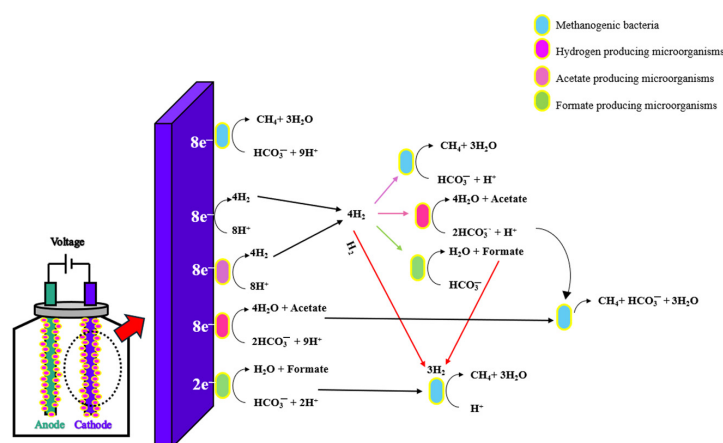 Methanogenic bacteria
Hydrogen producing microorganisms
Acetate producing microorganisms
Formate producing microorganisms
8e⁻
CH₄+ 3H₂O
HCO₃⁻ + 9H⁺
8e⁻
4H₂
8H⁺
8e⁻
4H₂
8H⁺
8e⁻
4H₂O + Acetate
2HCO₃⁻ + 9H⁺
2e⁻
H₂O + Formate
HCO₃⁻ + 2H⁺
4H₂
H₂
CH₄+ 3H₂O
HCO₃⁻ + H⁺
4H₂O + Acetate
2HCO₃⁻ + H⁺
H₂O + Formate
HCO₃⁻
CH₄+ HCO₃⁻ + 3H₂O
3H₂
CH₄+ 3H₂O
H⁺
Voltage
Anode
Cathode